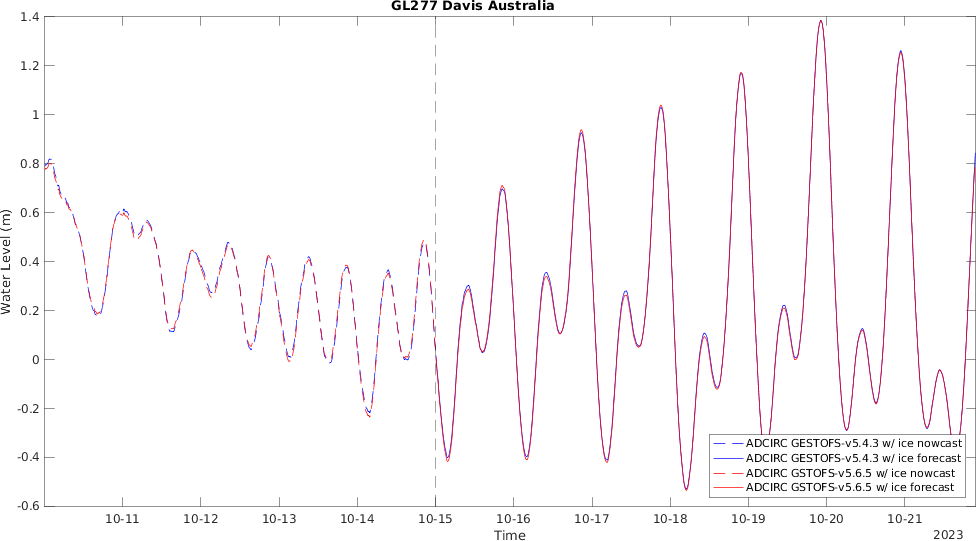 GL277 Davis Australia
1.4
1.2
1
0.8
0.6
0.4
0.2
0
-0.2
-0.4
-0.6
Water Level (m)
10-11 10-12 10-13 10-14 10-15 10-16 10-17 10-18 10-19 10-20 10-21
Time
2023
ADCIRC GESTOFS-v5.4.3 w/ ice nowcast
ADCIRC GESTOFS-v5.4.3 w/ ice forecast
ADCIRC GSTOFS-v5.6.5 w/ ice nowcast
ADCIRC GSTOFS-v5.6.5 w/ ice forecast